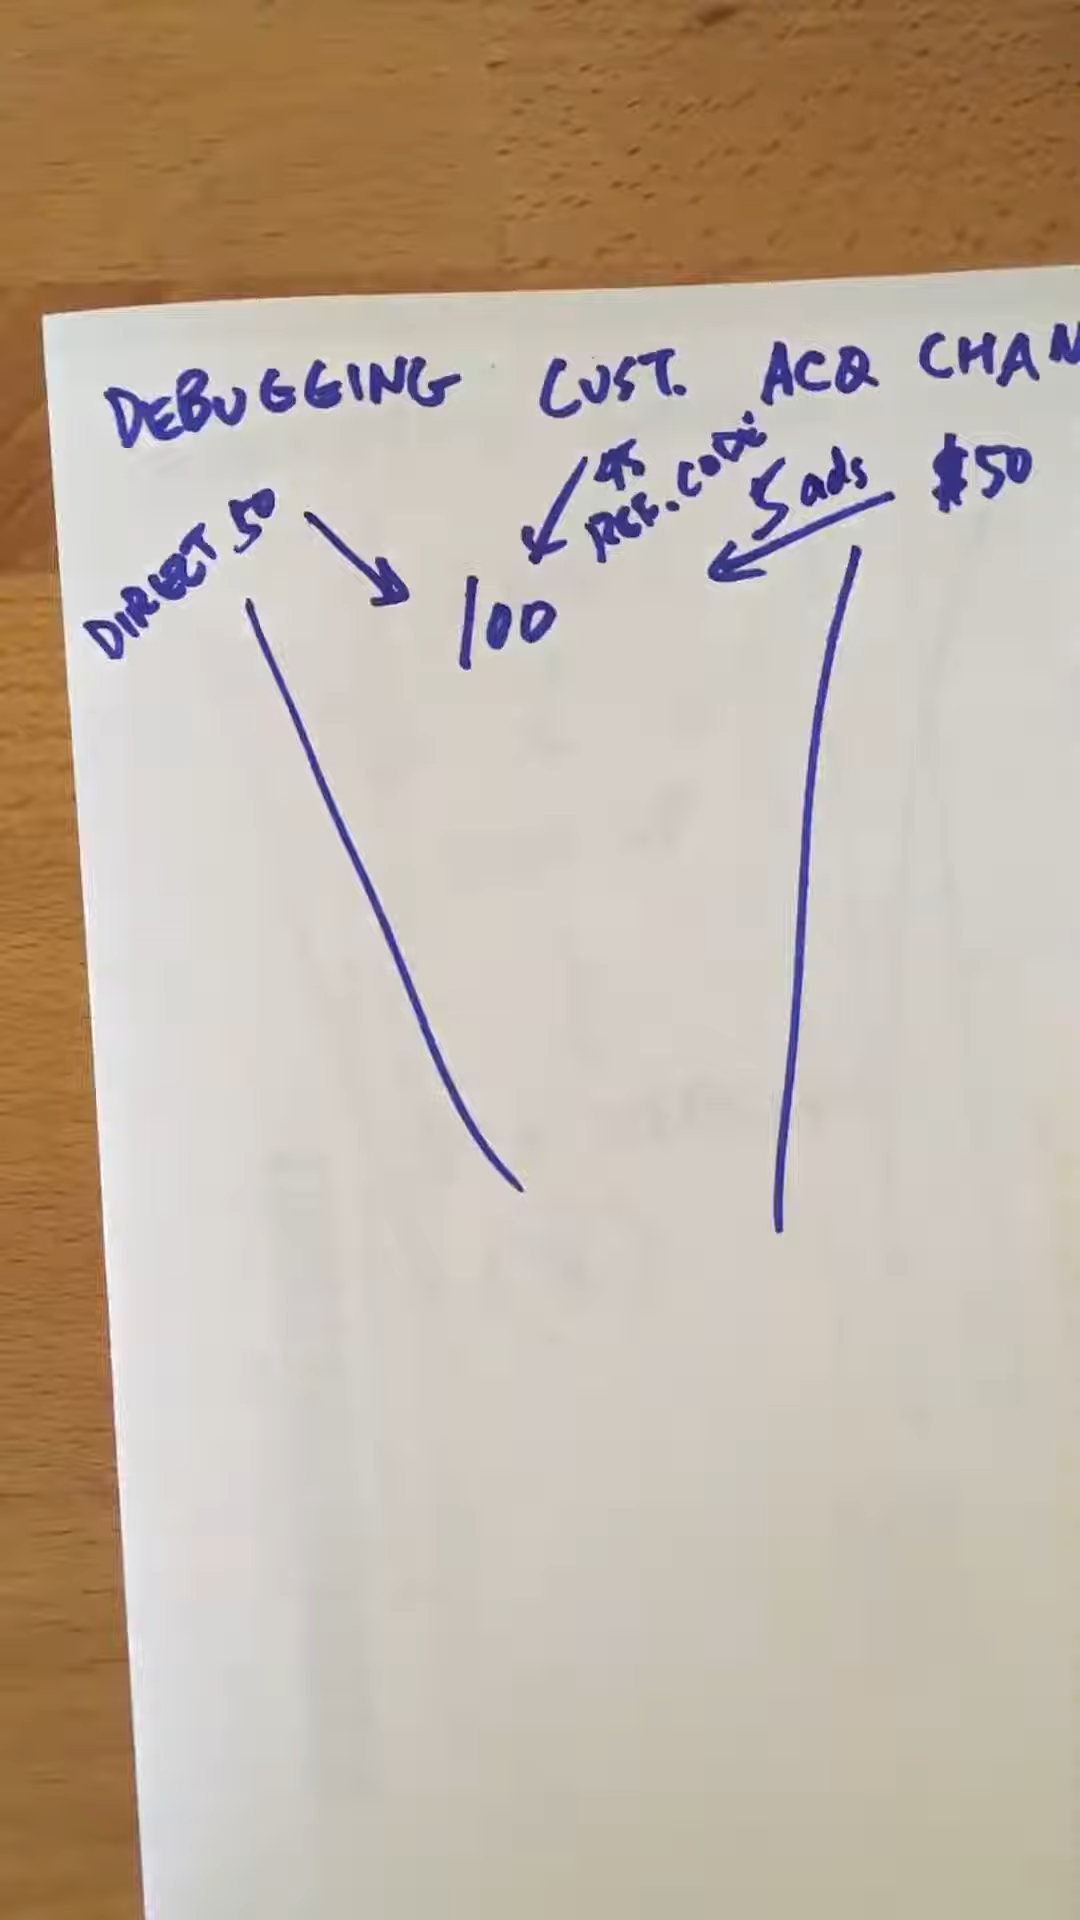 DEBUGGING CUST. ACQ CHAN
DIRECT 50
45
REF. CODE:
5 ads
$50
100